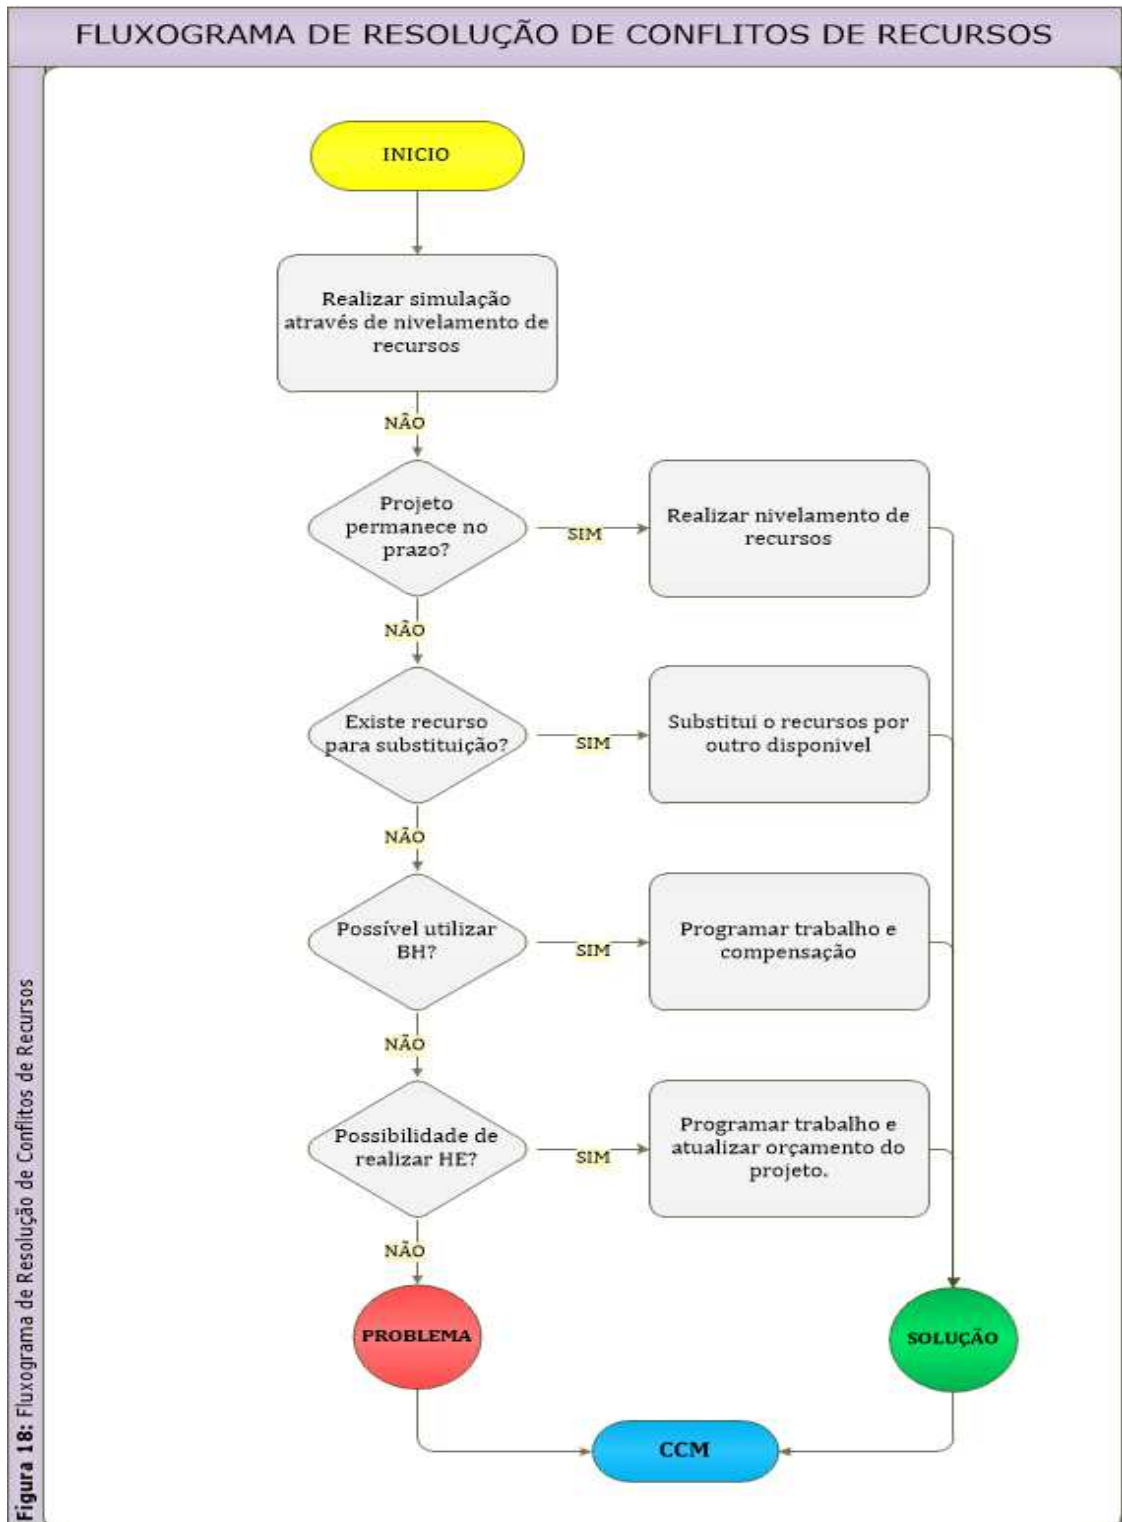 FLUXOGRAMA DE RESOLUÇÃO DE CONFLITOS DE RECURSOS
INICIO
Realizar simulação
através de nivelamento de
recursos
NÃO
Projeto
permanece no
prazo?
SIM
Realizar nivelamento de
recursos
NÃO
Existe recurso
para substituição?
SIM
Substitui o recursos por
outro disponivel
NÃO
Possível utilizar
BH?
SIM
Programar trabalho e
compensação
NÃO
Possibilidade de
realizar HE?
SIM
Programar trabalho e
atualizar orçamento do
projeto.
NÃO
PROBLEMA
SOLUÇÃO
CCM
Figura 18: Fluxograma de Resolução de Conflitos de Recursos